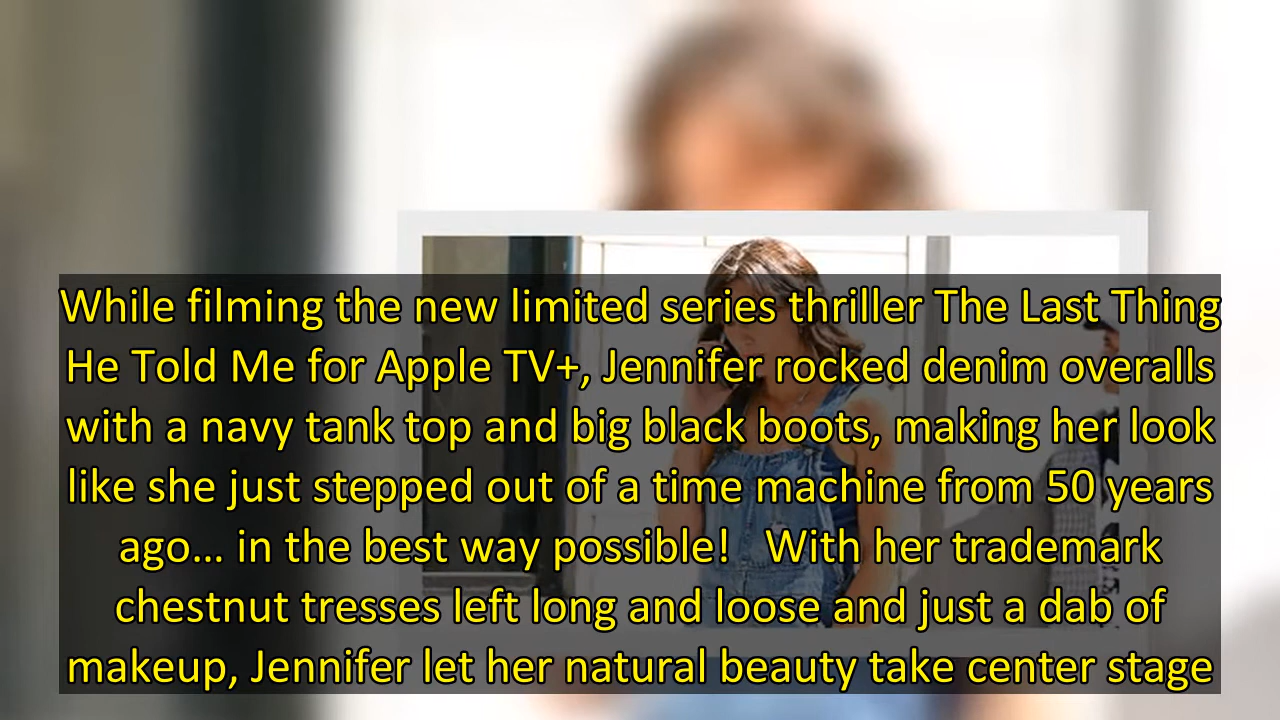 While filming the new limited series thriller The Last Thing
He Told Me for Apple TV+, Jennifer rocked denim overalls
with a navy tank top and big black boots, making her look
like she just stepped out of a time machine from 50 years
ago... in the best way possible!   With her trademark
chestnut tresses left long and loose and just a dab of
makeup, Jennifer let her natural beauty take center stage